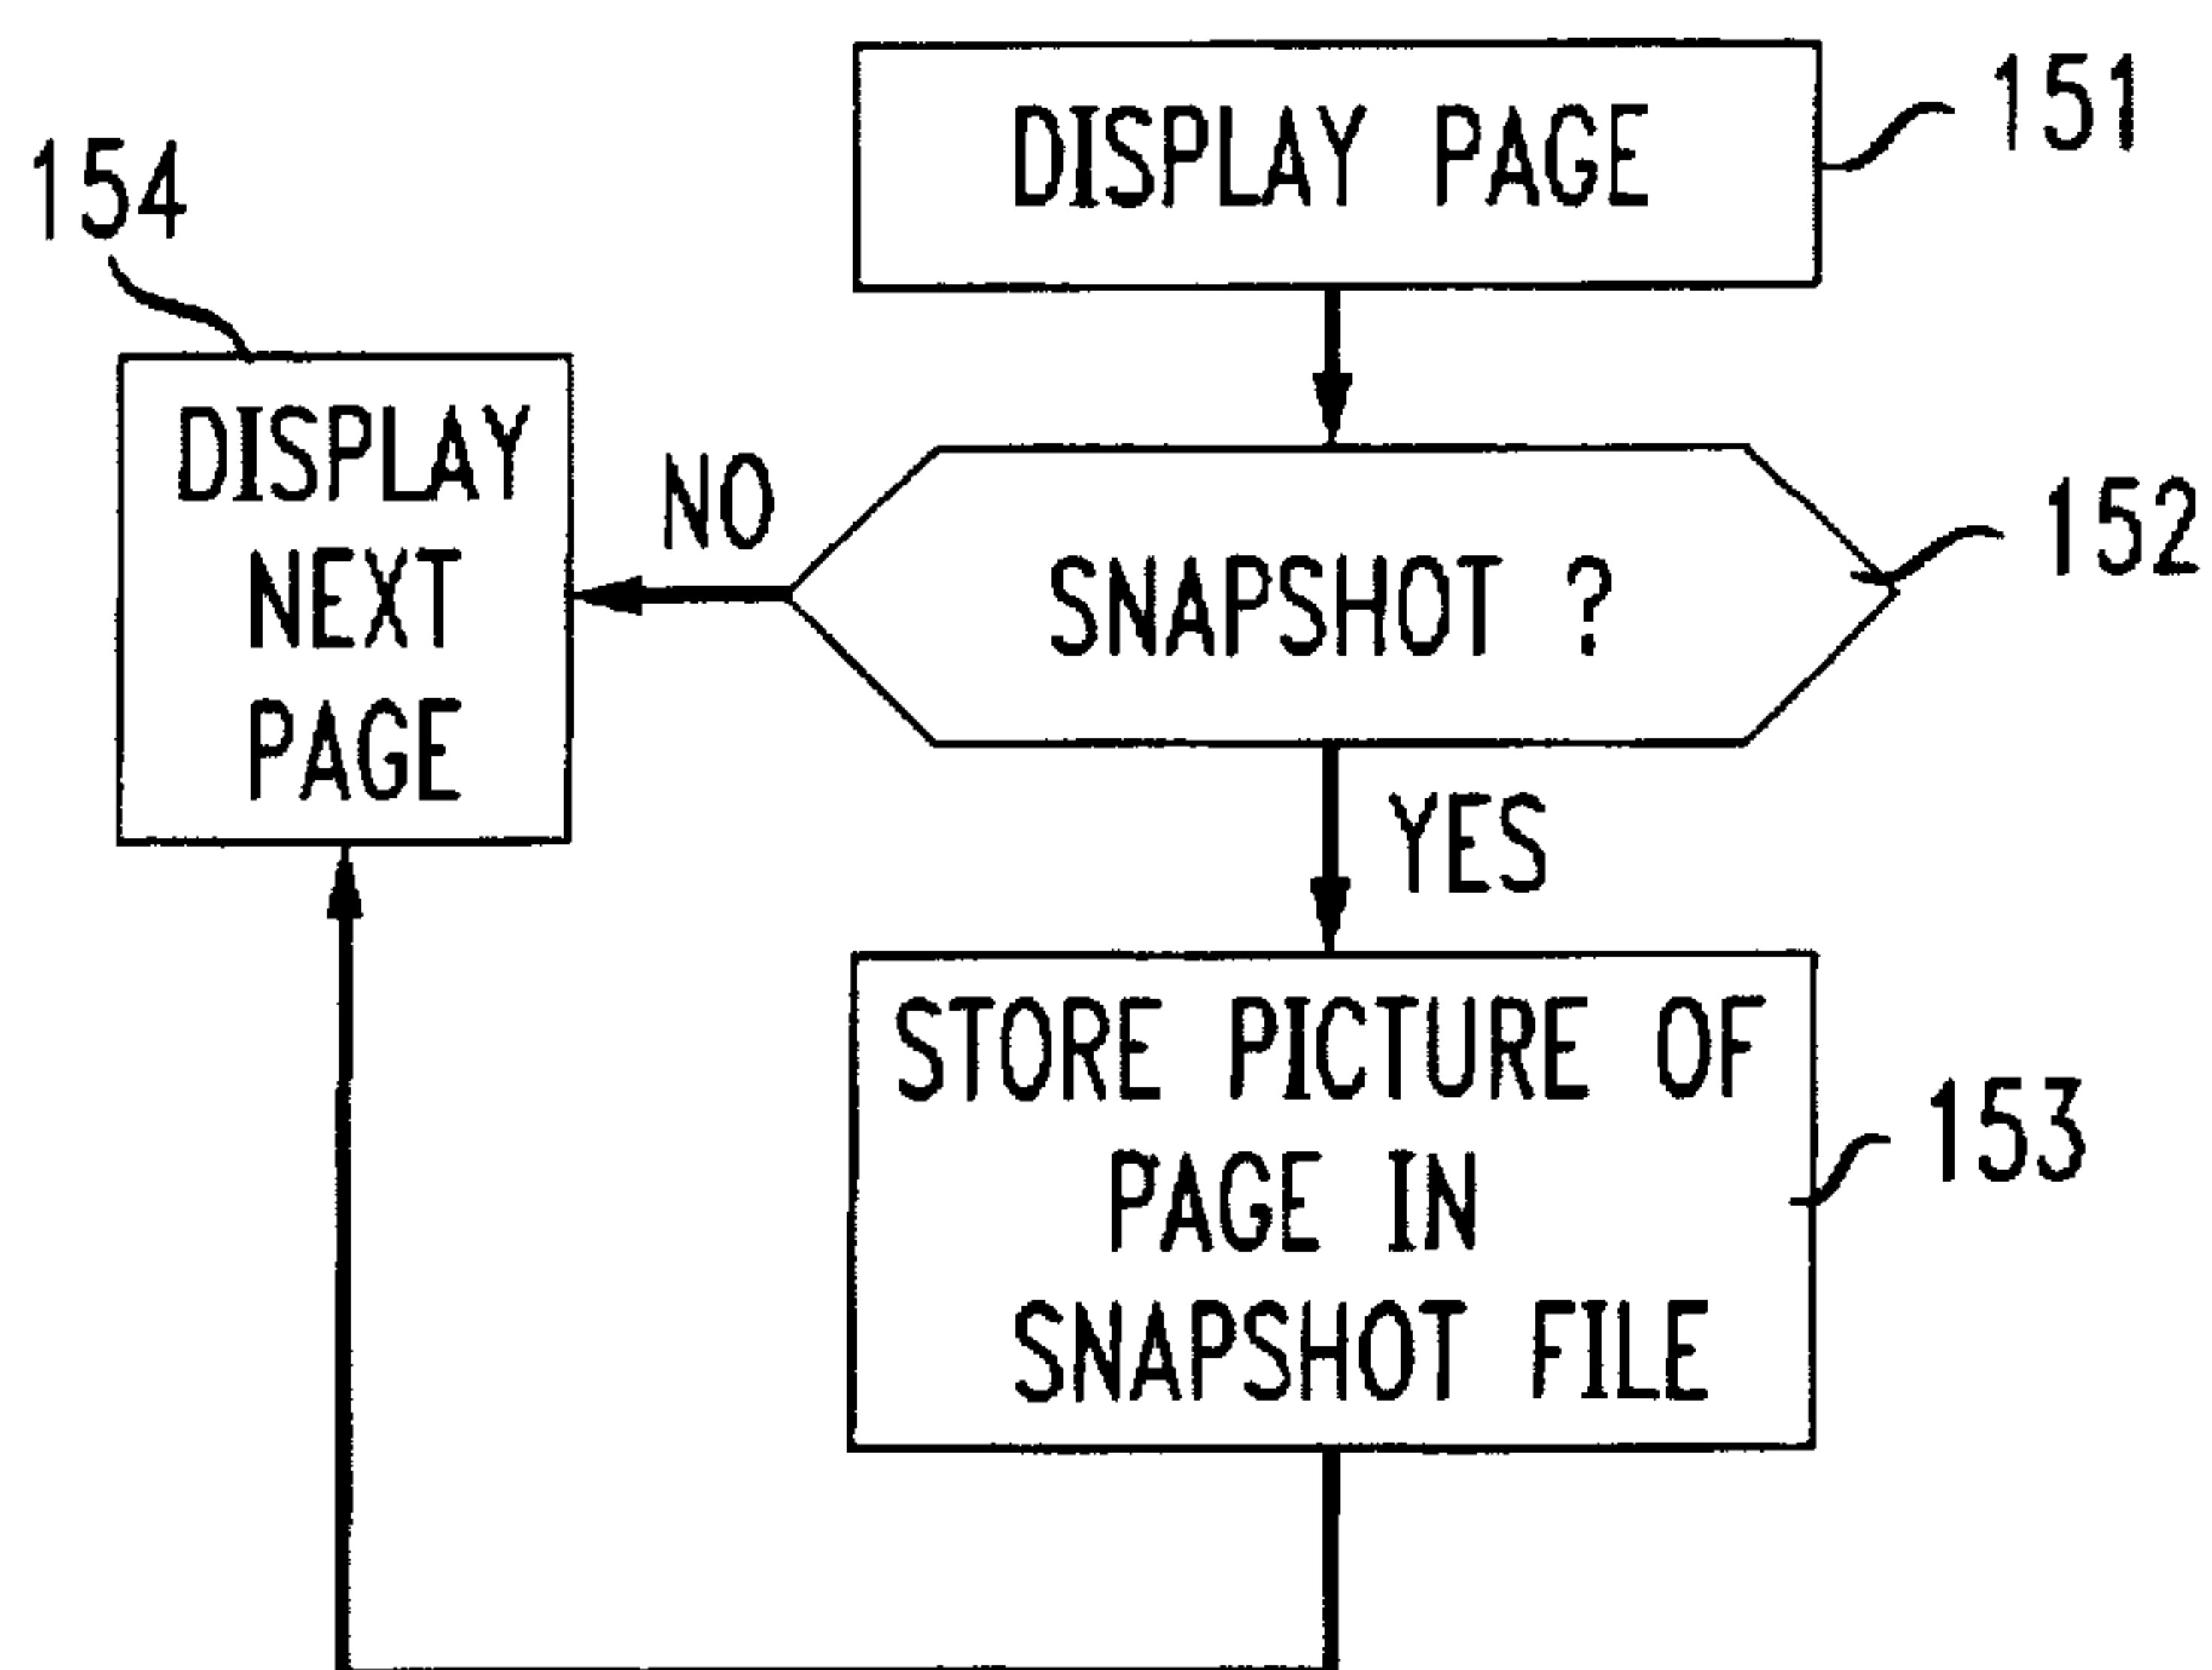 DISPLAY PAGE
151
154
DISPLAY
NEXT
PAGE
NO
SNAPSHOT ?
152
YES
STORE PICTURE OF
PAGE IN
SNAPSHOT FILE
153